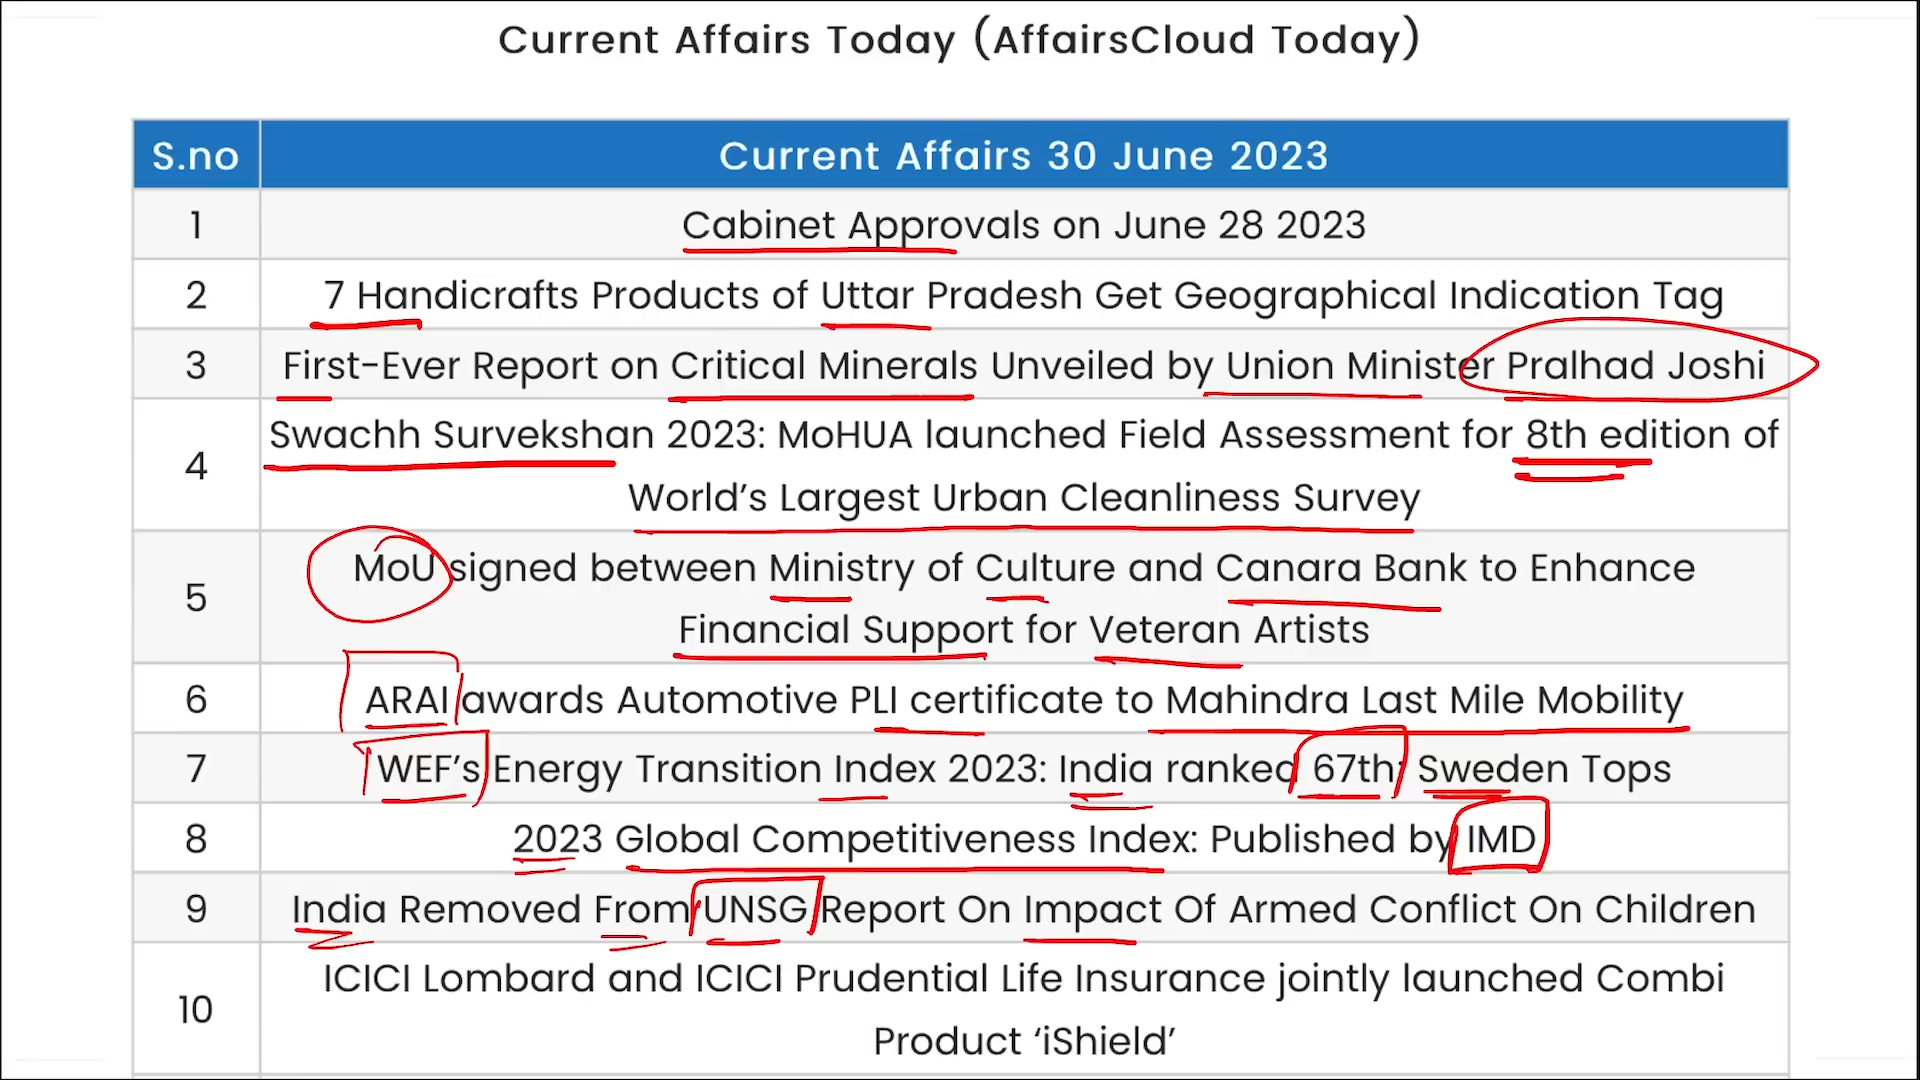 Current Affairs Today (AffairsCloud Today)
S.no Current Affairs 30 June 2023
1 Cabinet Approvals on June 28 2023
2 7 Handicrafts Products of Uttar Pradesh Get Geographical Indication Tag
3 First-Ever Report on Critical Minerals Unveiled by Union Minister Pralhad Joshi
4 Swachh Survekshan 2023: MoHUA launched Field Assessment for 8th edition of
World's Largest Urban Cleanliness Survey
5 MoU signed between Ministry of Culture and Canara Bank to Enhance
Financial Support for Veteran Artists
6 ARAI awards Automotive PLI certificate to Mahindra Last Mile Mobility
7 WEF's Energy Transition Index 2023: India ranked 67th; Sweden Tops
8 2023 Global Competitiveness Index: Published by IMD
9 India Removed From UNSG Report On Impact Of Armed Conflict On Children
10 ICICI Lombard and ICICI Prudential Life Insurance jointly launched Combi
Product ‘iShield’